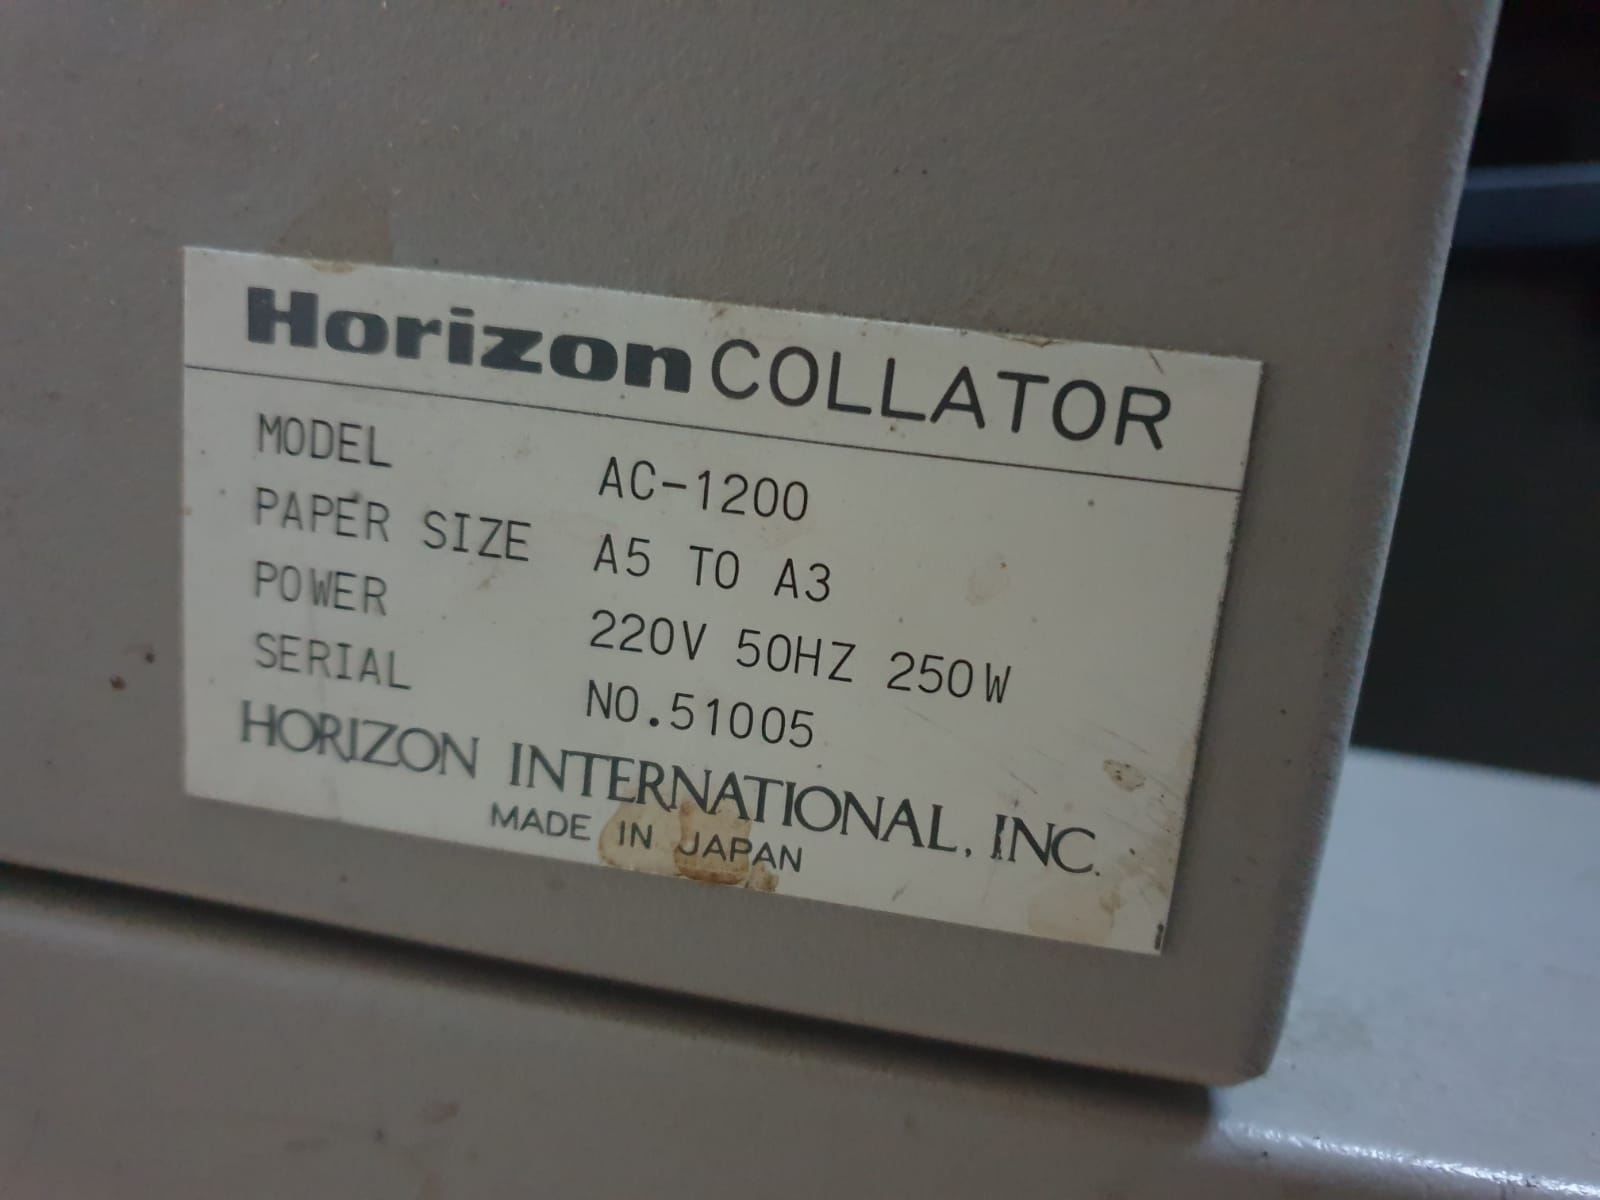 Horizon COLLATOR
MODEL AC-1200
PAPER SIZE A5 TO A3
POWER 220V 50HZ 250W
SERIAL NO.51005
HORIZON INTERNATIONAL, INC.
MADE IN JAPAN